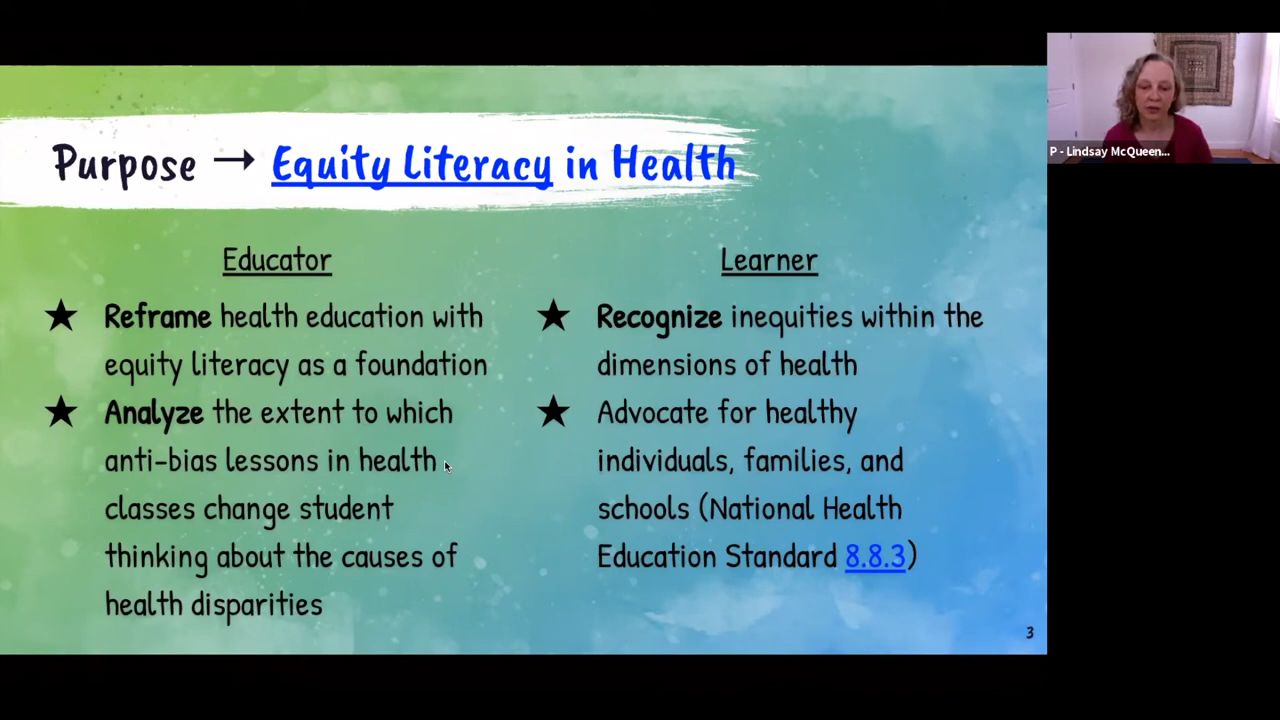 Purpose → Equity Literacy in Health
Educator
★ Reframe health education with
equity literacy as a foundation
★ Analyze the extent to which
anti-bias lessons in health
classes change student
thinking about the causes of
health disparities
Learner
★ Recognize inequities within the
dimensions of health
★ Advocate for healthy
individuals, families, and
schools (National Health
Education Standard 8.8.3)
3
P - Lindsay McQueen...